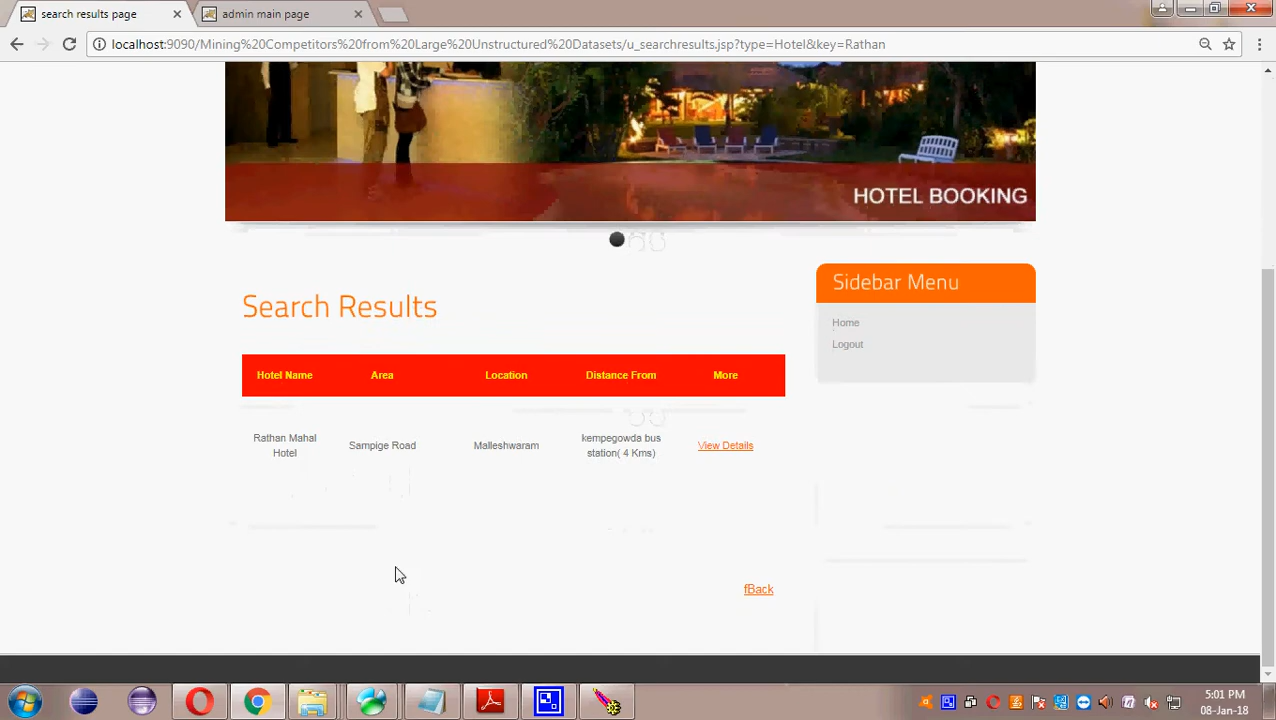 search results page
admin main page
localhost:9090/Mining%20Competitors%20from%20Large%20Unstructured%20Datasets/u_searchresults.jsp?type=Hotel&key=Rathan
HOTEL BOOKING
Sidebar Menu
Home
Logout
Search Results
Hotel Name Area Location Distance From More
Rathan Mahal Hotel Sampige Road Malleshwaram kempegowda bus station( 4 Kms) View Details
fBack
5:01 PM
08-Jan-18